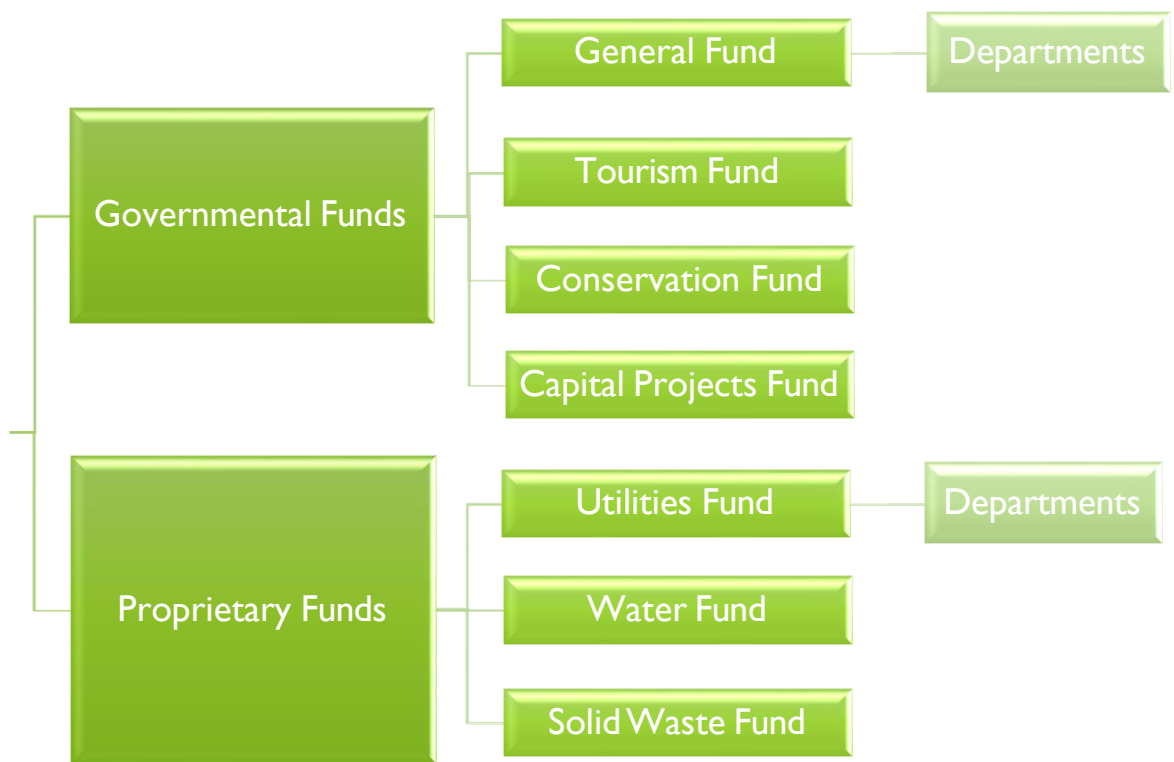 General Fund
Departments
Governmental Funds
Tourism Fund
Conservation Fund
Capital Projects Fund
Utilities Fund
Departments
Proprietary Funds
Water Fund
Solid Waste Fund